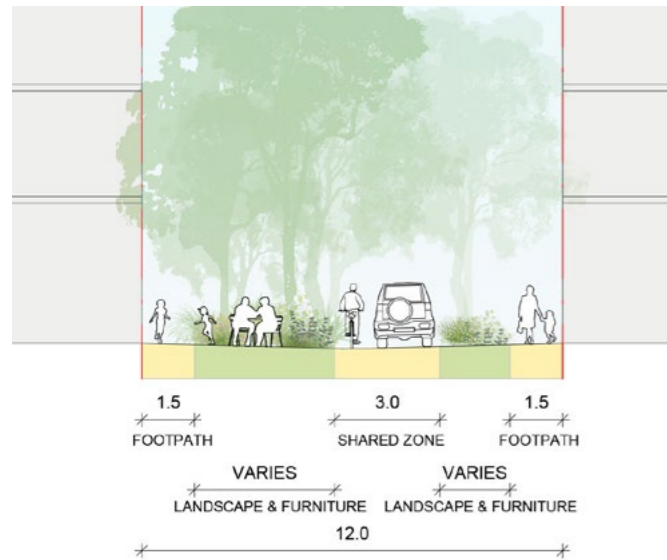 1.5 3.0 1.5
FOOTPATH SHARED ZONE FOOTPATH
VARIES VARIES
LANDSCAPE & FURNITURE LANDSCAPE & FURNITURE
12.0